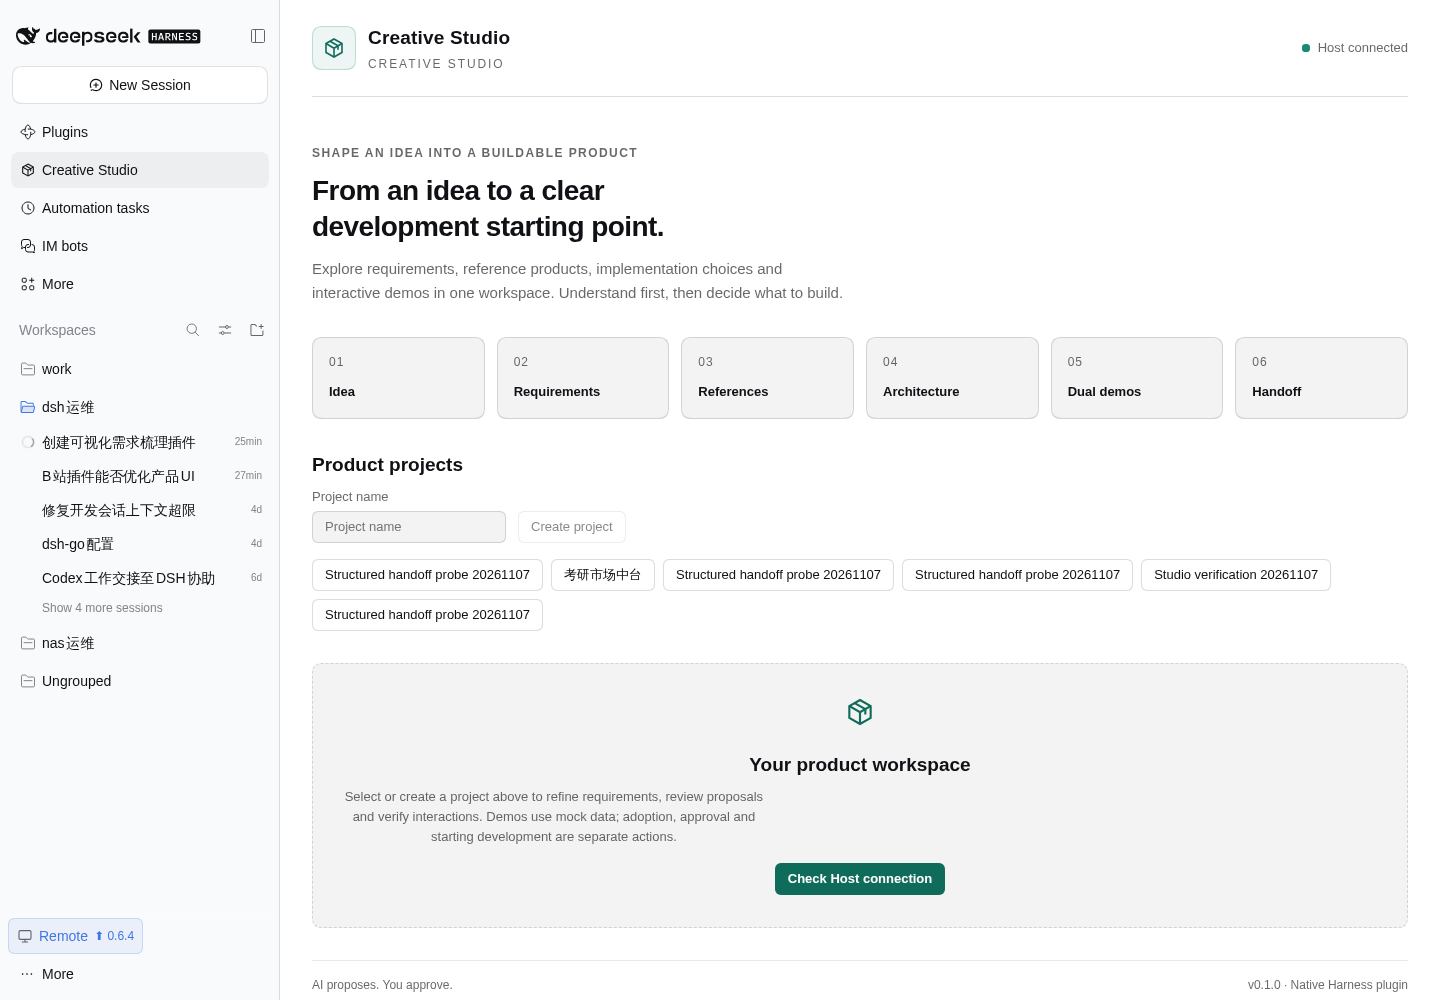 deepseek HARNESS
New Session
Plugins
Creative Studio
Automation tasks
IM bots
More
Workspaces
work
dsh运维
创建可视化需求梳理插件 25min
B站插件能否优化产品UI 27min
修复开发会话上下文超限 4d
dsh-go配置 4d
Codex工作交接至DSH协助 6d
Show 4 more sessions
nas运维
Ungrouped
Remote ⬆ 0.6.4
More
Creative Studio
CREATIVE STUDIO
Host connected
SHAPE AN IDEA INTO A BUILDABLE PRODUCT
From an idea to a clear
development starting point.
Explore requirements, reference products, implementation choices and
interactive demos in one workspace. Understand first, then decide what to build.
01 02 03 04 05 06
Idea Requirements References Architecture Dual demos Handoff
Product projects
Project name
Project name Create project
Structured handoff probe 20261107 考研市场中台 Structured handoff probe 20261107 Structured handoff probe 20261107 Studio verification 20261107
Structured handoff probe 20261107
Your product workspace
Select or create a project above to refine requirements, review proposals
and verify interactions. Demos use mock data; adoption, approval and
starting development are separate actions.
Check Host connection
AI proposes. You approve. v0.1.0 · Native Harness plugin